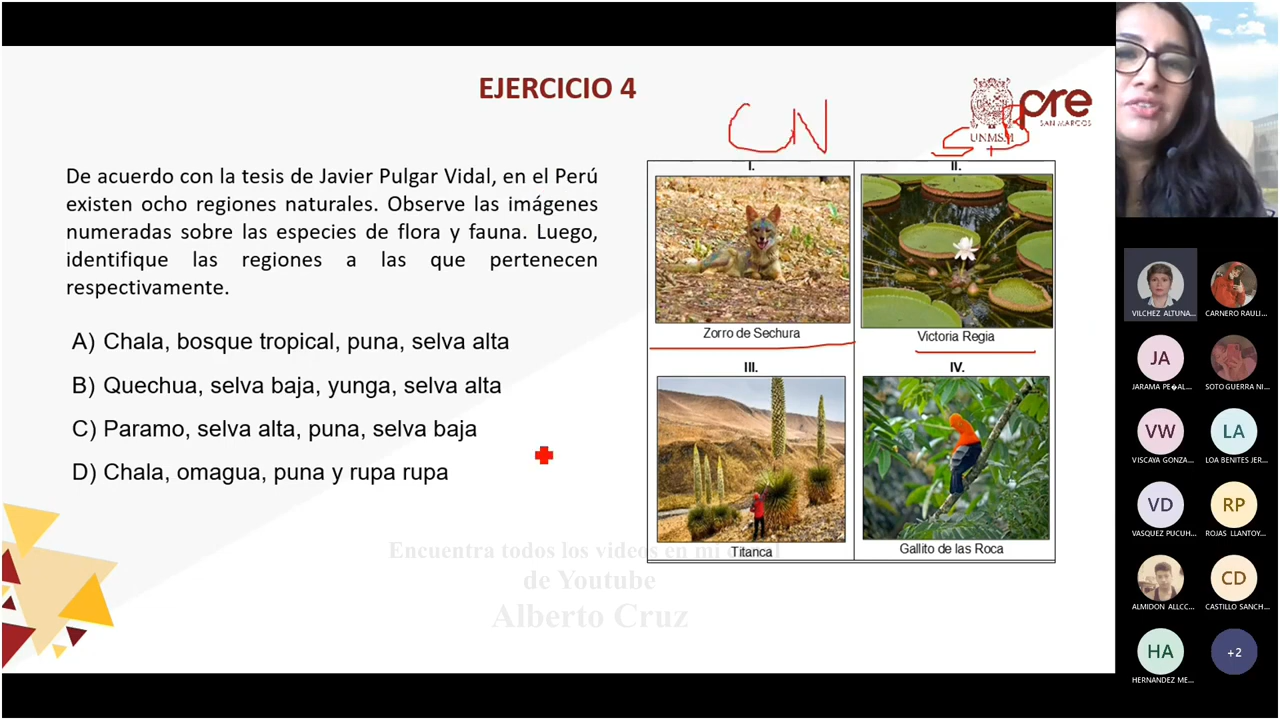 EJERCICIO 4
pre
SAN MARCOS
UNMSM
CN
S.B
De acuerdo con la tesis de Javier Pulgar Vidal, en el Perú
existen ocho regiones naturales. Observe las imágenes
numeradas sobre las especies de flora y fauna. Luego,
identifique las regiones a las que pertenecen
respectivamente.
A) Chala, bosque tropical, puna, selva alta
B) Quechua, selva baja, yunga, selva alta
C) Paramo, selva alta, puna, selva baja
D) Chala, omagua, puna y rupa rupa
I.
II.
Zorro de Sechura
Victoria Regia
III.
IV.
Titanca
Gallito de las Roca
Encuentra todos los videos en mi
de Youtube
Alberto Cruz
VILCHEZ ALTUNA...
CARNERO RAULI...
JA
JARAMA PE�AL...
SOTO GUERRA NI...
VW
VISCAYA GONZA...
LA
LOA BENITES JER...
VD
VASQUEZ PUCUH...
RP
ROJAS LLANTOY...
ALMIDON ALLCC...
CD
CASTILLO SANCH...
HA
HERNANDEZ ME...
+2